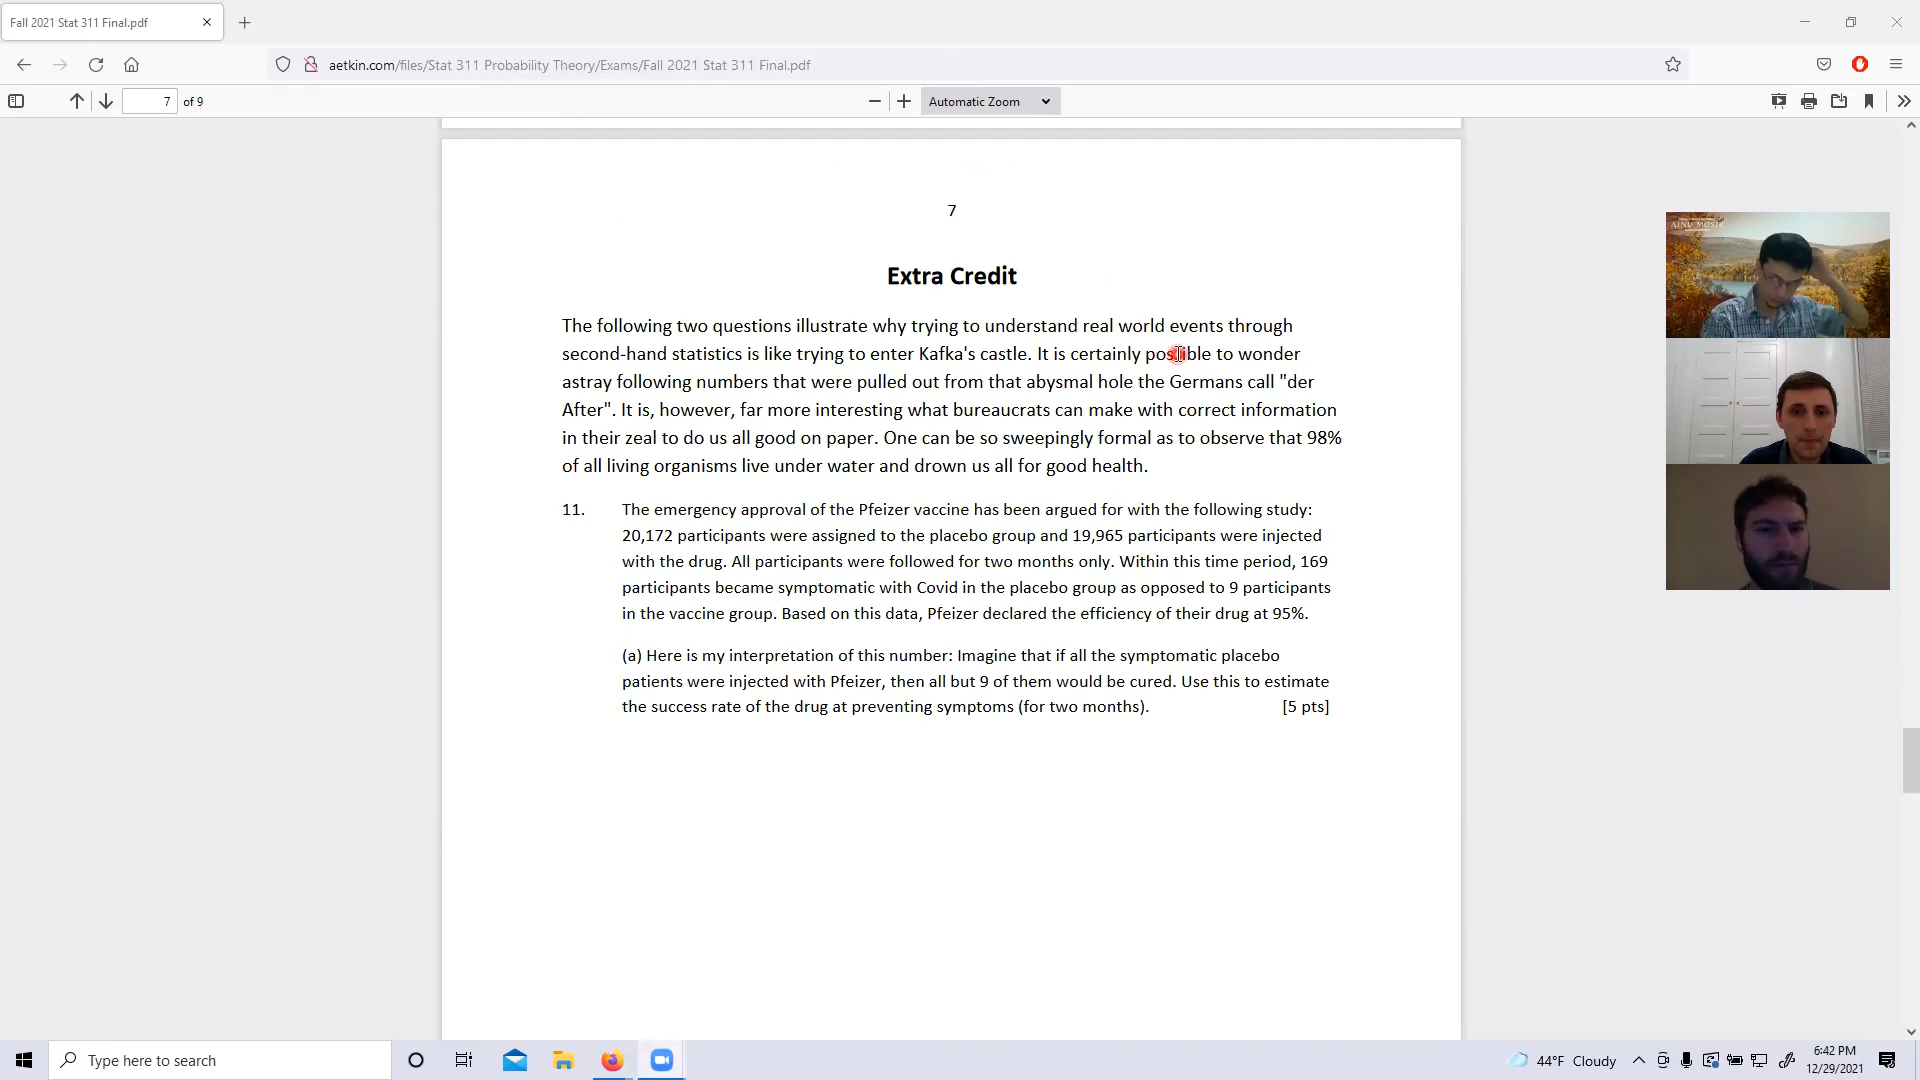 Fall 2021 Stat 311 Final.pdf
aetkin.com/files/Stat 311 Probability Theory/Exams/Fall 2021 Stat 311 Final.pdf
7 of 9
Automatic Zoom
7
Extra Credit
The following two questions illustrate why trying to understand real world events through
second-hand statistics is like trying to enter Kafka's castle. It is certainly possible to wonder
astray following numbers that were pulled out from that abysmal hole the Germans call "der
After". It is, however, far more interesting what bureaucrats can make with correct information
in their zeal to do us all good on paper. One can be so sweepingly formal as to observe that 98%
of all living organisms live under water and drown us all for good health.
11. The emergency approval of the Pfeizer vaccine has been argued for with the following study:
20,172 participants were assigned to the placebo group and 19,965 participants were injected
with the drug. All participants were followed for two months only. Within this time period, 169
participants became symptomatic with Covid in the placebo group as opposed to 9 participants
in the vaccine group. Based on this data, Pfeizer declared the efficiency of their drug at 95%.
(a) Here is my interpretation of this number: Imagine that if all the symptomatic placebo
patients were injected with Pfeizer, then all but 9 of them would be cured. Use this to estimate
the success rate of the drug at preventing symptoms (for two months). [5 pts]
Type here to search
44°F Cloudy
6:42 PM
12/29/2021